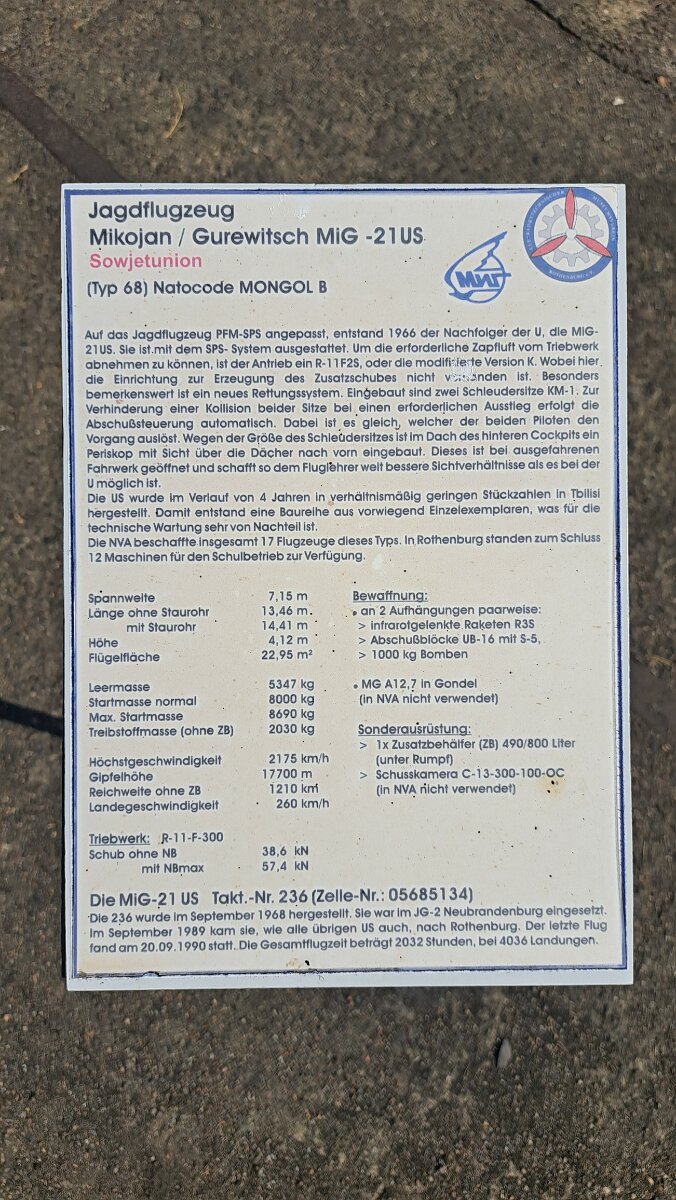 Jagdflugzeug
Mikojan / Gurewitsch MiG -21US
Sowjetunion
(Typ 68) Natocode MONGOL B
МиГ
ROTHENBURG E.V.
Auf das Jagdflugzeug PFM-SPS angepasst, entstand 1966 der Nachfolger der U, die MiG-
21US. Sie ist mit dem SPS- System ausgestattet. Um die erforderliche Zapfluft vom Triebwerk
abnehmen zu können, ist der Antrieb ein R-11F2S, oder die modifizierte Version K. Wobei hier
die Einrichtung zur Erzeugung des Zusatzschubes nicht vorhanden ist. Besonders
bemerkenswert ist ein neues Rettungssystem. Eingebaut sind zwei Schleudersitze KM-1. Zur
Verhinderung einer Kollision beider Sitze bei einen erforderlichen Ausstieg erfolgt die
Abschußsteuerung automatisch. Dabei ist es gleich, welcher der beiden Piloten den
Vorgang auslöst. Wegen der Größe des Schleudersitzes ist im Dach des hinteren Cockpits ein
Periskop mit Sicht über die Dächer nach vorn eingebaut. Dieses ist bei ausgefahrenen
Fahrwerk geöffnet und schafft so dem Fluglehrer weit bessere Sichtverhältnisse als es bei der
U möglich ist.
Die US wurde im Verlauf von 4 Jahren in verhältnismäßig geringen Stückzahlen in Tbilisi
hergestellt. Damit entstand eine Baureihe aus vorwiegend Einzelexemplaren, was für die
technische Wartung sehr von Nachteil ist.
Die NVA beschaffte insgesamt 17 Flugzeuge dieses Typs. In Rothenburg standen zum Schluss
12 Maschinen für den Schulbetrieb zur Verfügung.
Spannweite 7,15 m
Länge ohne Staurohr 13,46 m
mit Staurohr 14,41 m
Höhe 4,12 m
Flügelfläche 22,95 m²
Leermasse 5347 kg
Startmasse normal 8000 kg
Max. Startmasse 8690 kg
Treibstoffmasse (ohne ZB) 2030 kg
Höchstgeschwindigkeit 2175 km/h
Gipfelhöhe 17700 m
Reichweite ohne ZB 1210 km
Landegeschwindigkeit 260 km/h
Triebwerk: R-11-F-300
Schub ohne NB 38,6 kN
mit NBmax 57,4 kN
Bewaffnung:
• an 2 Aufhängungen paarweise:
> infrarotgelenkte Raketen R3S
> Abschußblöcke UB-16 mit S-5,
> 1000 kg Bomben
• MG A12,7 in Gondel
(in NVA nicht verwendet)
Sonderausrüstung:
> 1x Zusatzbehälfer (ZB) 490/800 Liter
(unter Rumpf)
> Schusskamera C-13-300-100-OC
(in NVA nicht verwendet)
Die MiG-21 US Takt.-Nr. 236 (Zelle-Nr.: 05685134)
Die 236 wurde im September 1968 hergestellt. Sie war im JG-2 Neubrandenburg eingesetzt.
Im September 1989 kam sie, wie alle übrigen US auch, nach Rothenburg. Der letzte Flug
fand am 20.09.1990 statt. Die Gesamtflugzeit beträgt 2032 Stunden, bei 4036 Landungen.